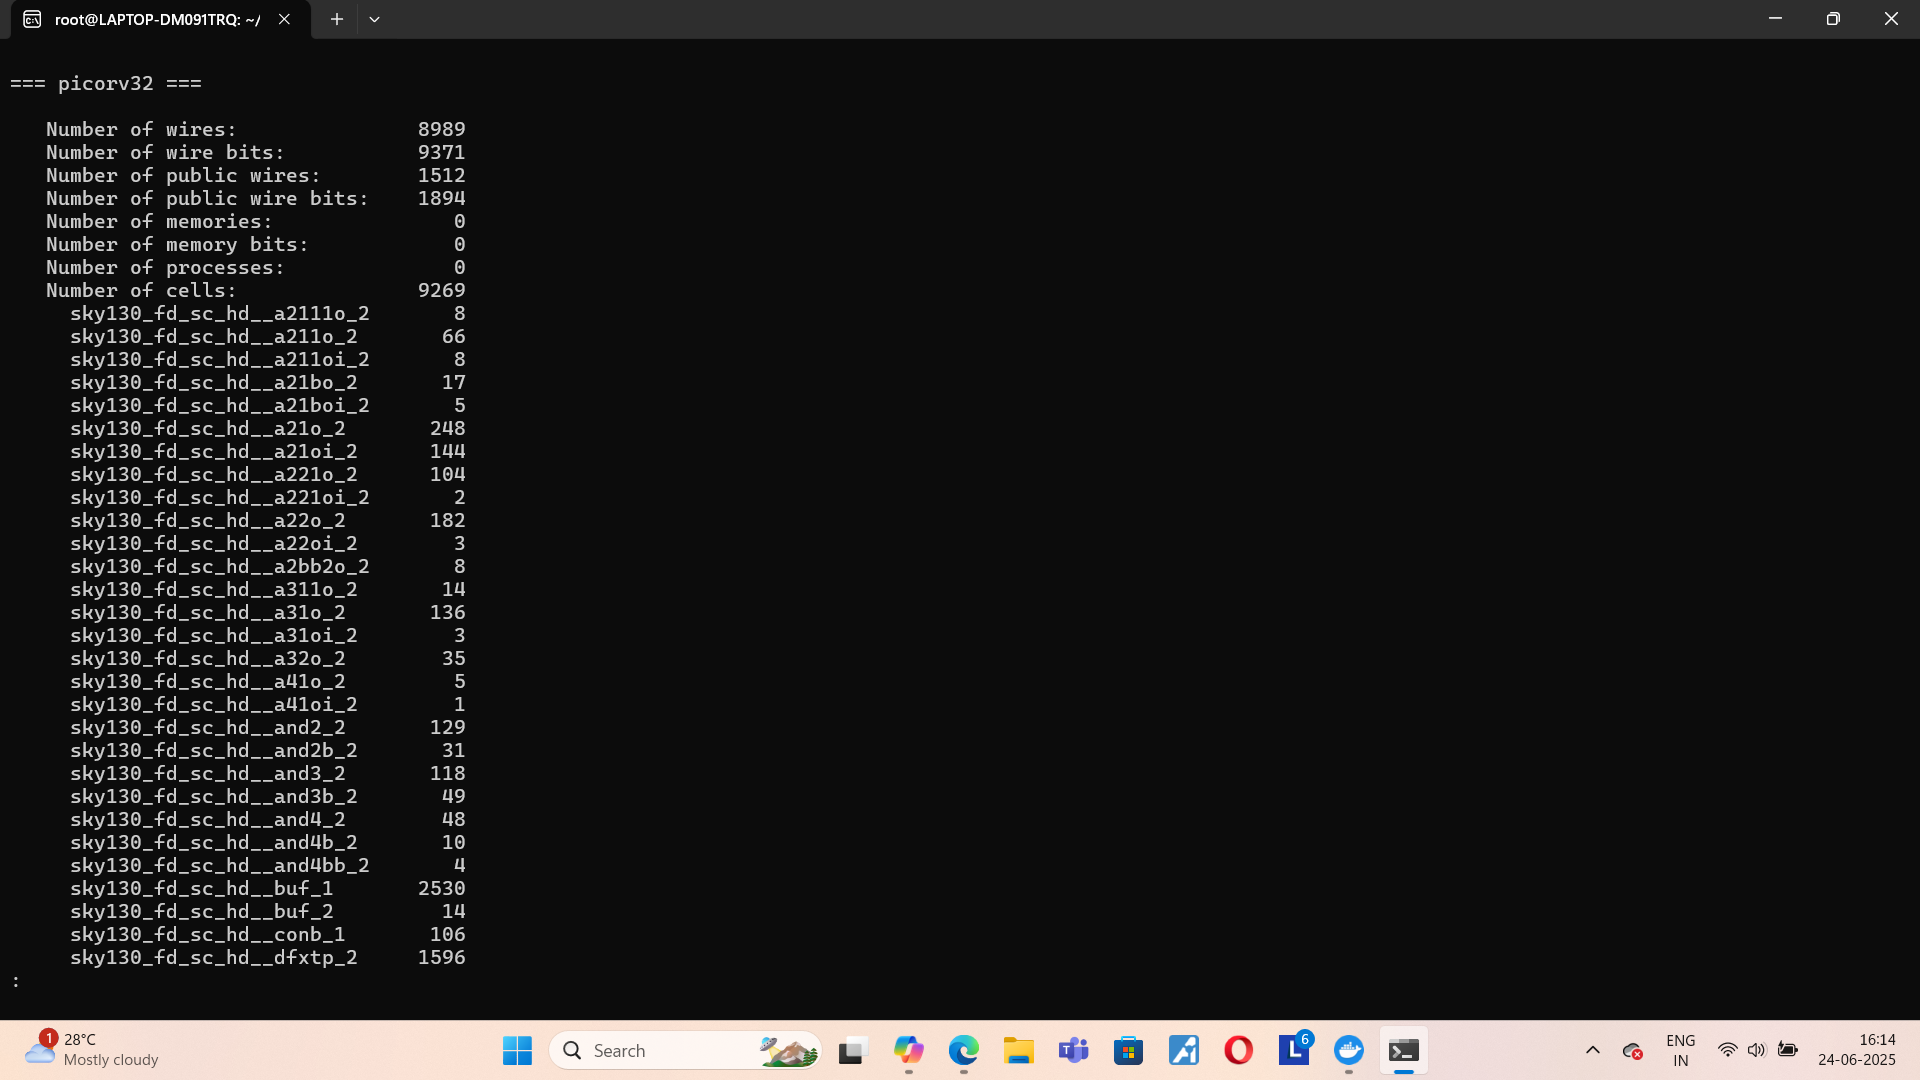 root@LAPTOP-DM091TRQ: ~/
=== picorv32 ===
Number of wires: 8989
Number of wire bits: 9371
Number of public wires: 1512
Number of public wire bits: 1894
Number of memories: 0
Number of memory bits: 0
Number of processes: 0
Number of cells: 9269
sky130_fd_sc_hd__a2111o_2 8
sky130_fd_sc_hd__a211o_2 66
sky130_fd_sc_hd__a211oi_2 8
sky130_fd_sc_hd__a21bo_2 17
sky130_fd_sc_hd__a21boi_2 5
sky130_fd_sc_hd__a21o_2 248
sky130_fd_sc_hd__a21oi_2 144
sky130_fd_sc_hd__a221o_2 104
sky130_fd_sc_hd__a221oi_2 2
sky130_fd_sc_hd__a22o_2 182
sky130_fd_sc_hd__a22oi_2 3
sky130_fd_sc_hd__a2bb2o_2 8
sky130_fd_sc_hd__a311o_2 14
sky130_fd_sc_hd__a31o_2 136
sky130_fd_sc_hd__a31oi_2 3
sky130_fd_sc_hd__a32o_2 35
sky130_fd_sc_hd__a41o_2 5
sky130_fd_sc_hd__a41oi_2 1
sky130_fd_sc_hd__and2_2 129
sky130_fd_sc_hd__and2b_2 31
sky130_fd_sc_hd__and3_2 118
sky130_fd_sc_hd__and3b_2 49
sky130_fd_sc_hd__and4_2 48
sky130_fd_sc_hd__and4b_2 10
sky130_fd_sc_hd__and4bb_2 4
sky130_fd_sc_hd__buf_1 2530
sky130_fd_sc_hd__buf_2 14
sky130_fd_sc_hd__conb_1 106
sky130_fd_sc_hd__dfxtp_2 1596
:
1
28°C
Mostly cloudy
Search
6
ENG
IN
16:14
24-06-2025